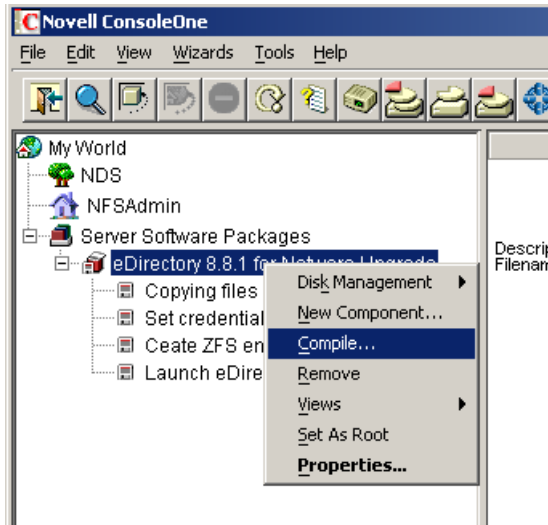 Novell ConsoleOne
File Edit View Wizards Tools Help
My World
NDS
NFSAdmin
Server Software Packages
eDirectory 8.8.1 for Netware Upgrade
Copying files
Set credential
Ceate ZFS en
Launch eDire
Disk Management
New Component...
Compile...
Remove
Views
Set As Root
Properties...
Descrip
Filenam